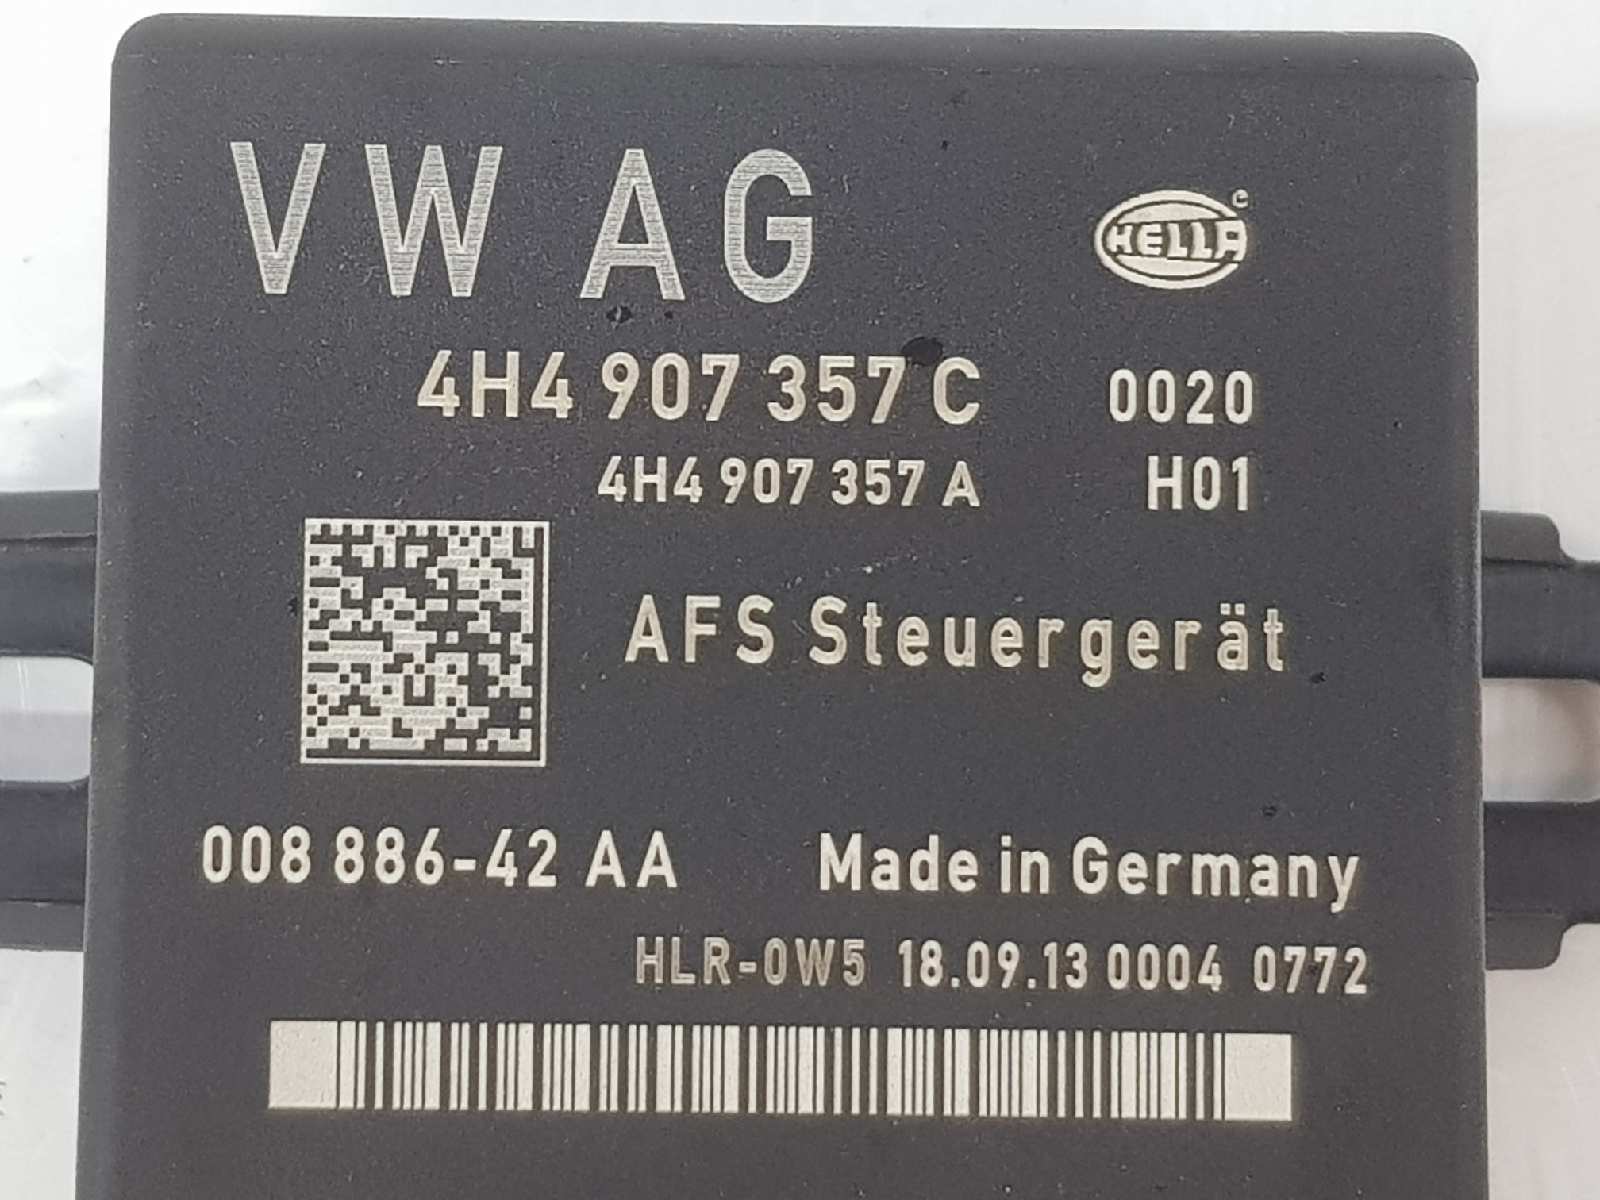 VW AG
HELLA
4H4 907 357 C 0020
4H4 907 357 A H01
AFS Steuergerät
008 886-42 AA Made in Germany
HLR-0W5 18.09.13 0004 0772